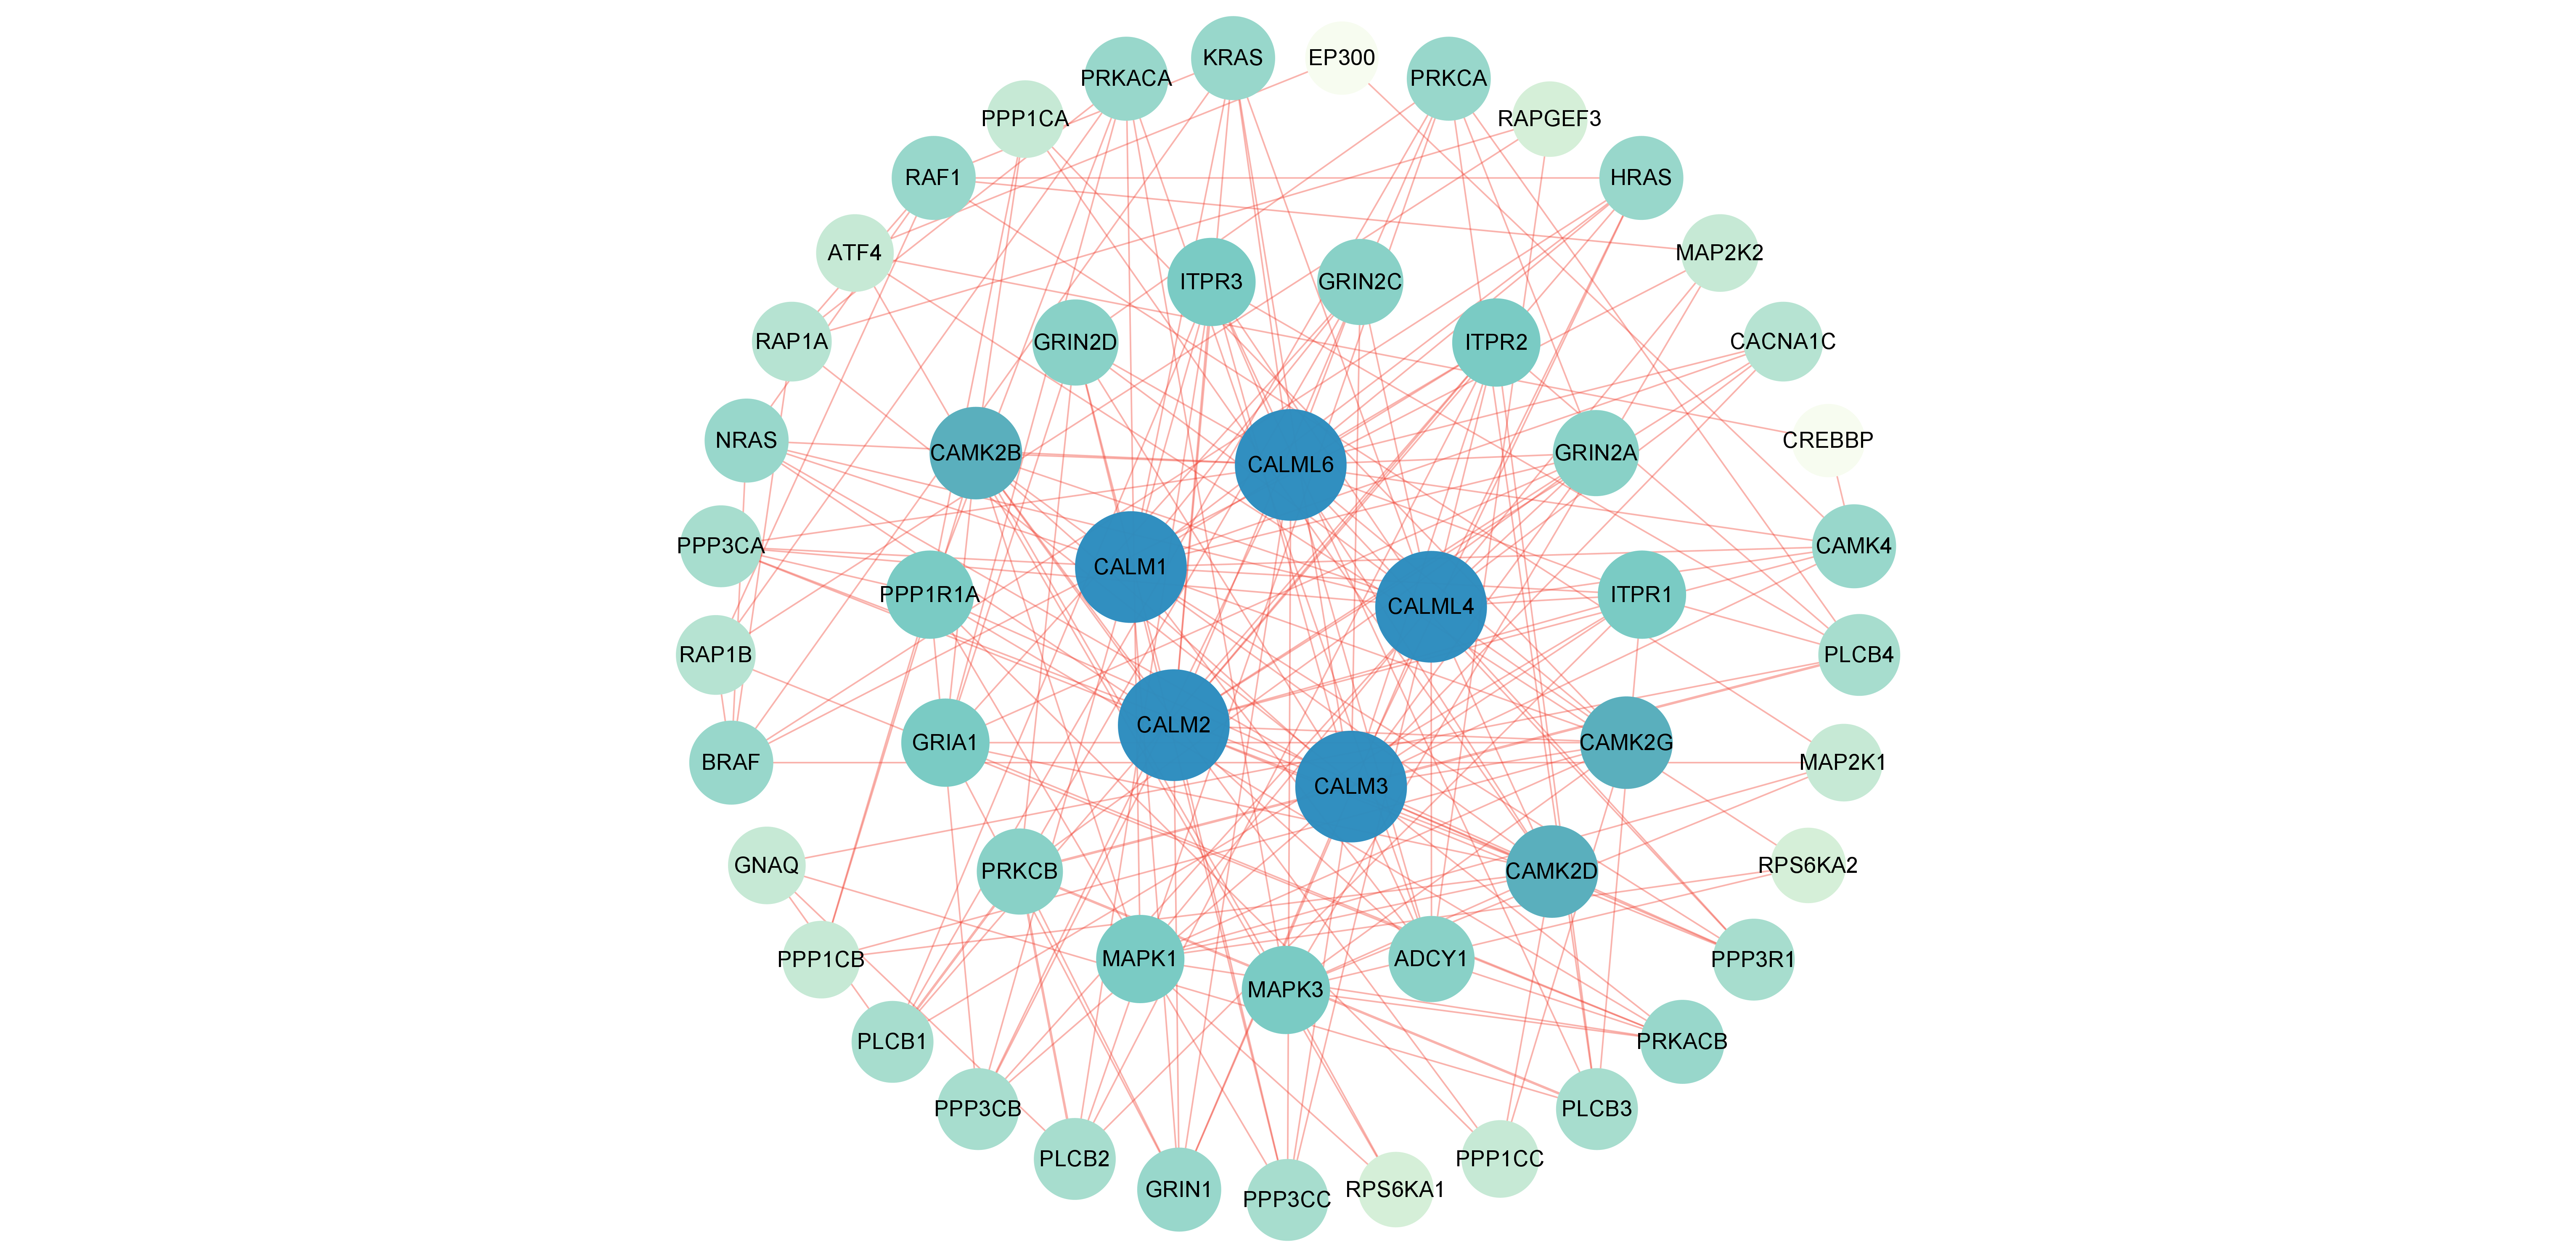 KRAS
EP300
PRKACA
PRKCA
PPP1CA
RAPGEF3
RAF1
HRAS
ATF4
MAP2K2
ITPR3
GRIN2C
RAP1A
GRIN2D
ITPR2
CACNA1C
NRAS
CAMK2B
CALML6
GRIN2A
CREBBP
PPP3CA
CALM1
CAMK4
PPP1R1A
CALML4
ITPR1
RAP1B
PLCB4
CALM2
GRIA1
CAMK2G
BRAF
CALM3
MAP2K1
GNAQ
PRKCB
CAMK2D
RPS6KA2
PPP1CB
MAPK1
ADCY1
PPP3R1
MAPK3
PLCB1
PRKACB
PPP3CB
PLCB3
PLCB2
PPP1CC
GRIN1
PPP3CC
RPS6KA1